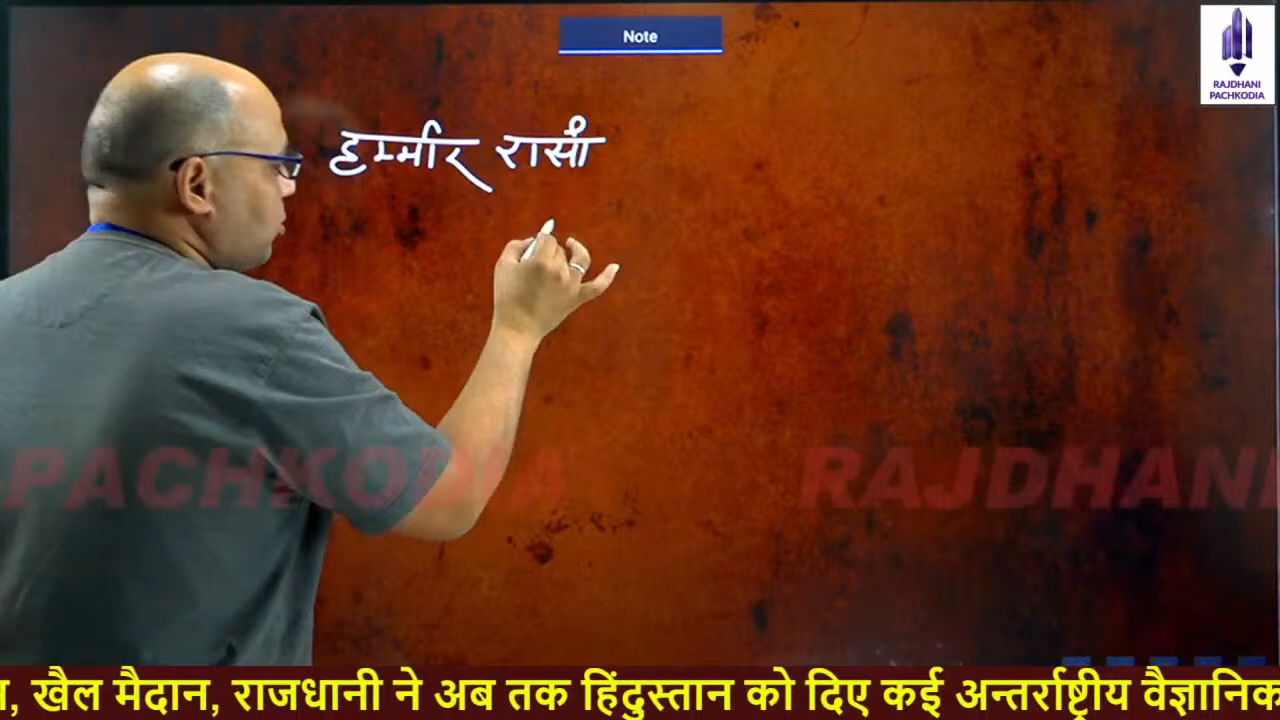 Note
RAJDHANI
PACHKODIA
हम्मीर रासौ
PACHKODIA RAJDHANI
, खैल मैदान, राजधानी ने अब तक हिंदुस्तान को दिए कई अन्तर्राष्ट्रीय वैज्ञानिक